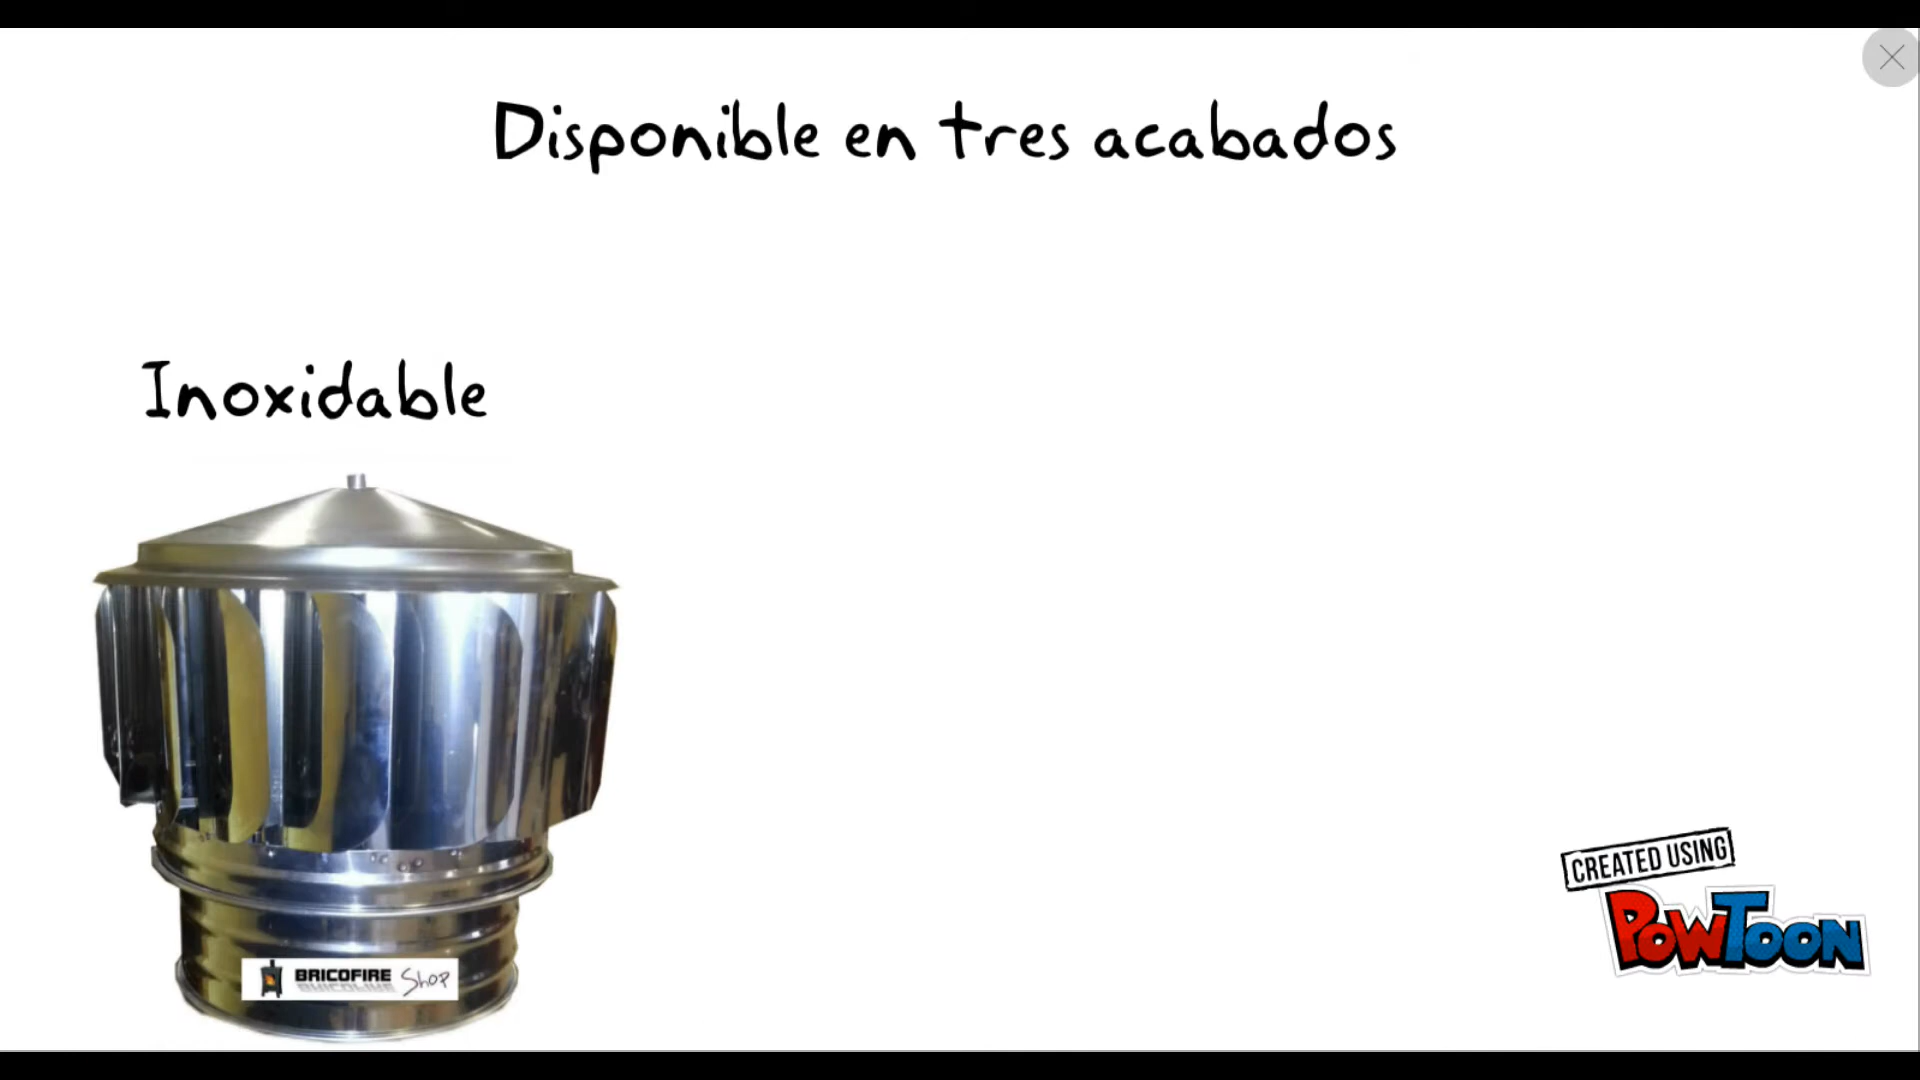 Disponible en tres acabados
Inoxidable
BRICOFIRE Shop
CREATED USING
POWTOON